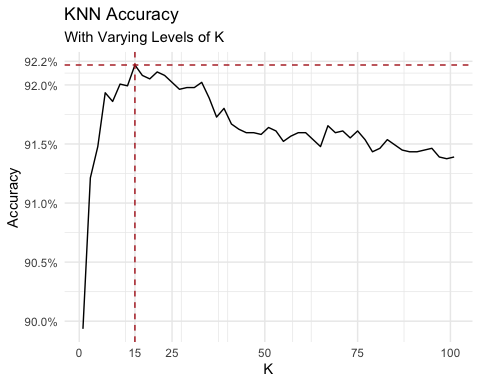 KNN Accuracy
With Varying Levels of K
92.2%
92.0%
91.5%
91.0%
90.5%
90.0%
Accuracy
0 15 25 50 75 100
K